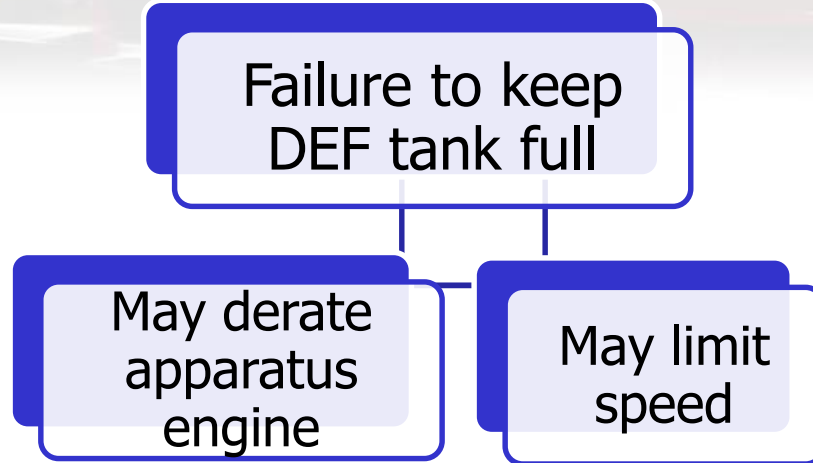 Failure to keep
DEF tank full
May derate
apparatus
engine
May limit
speed